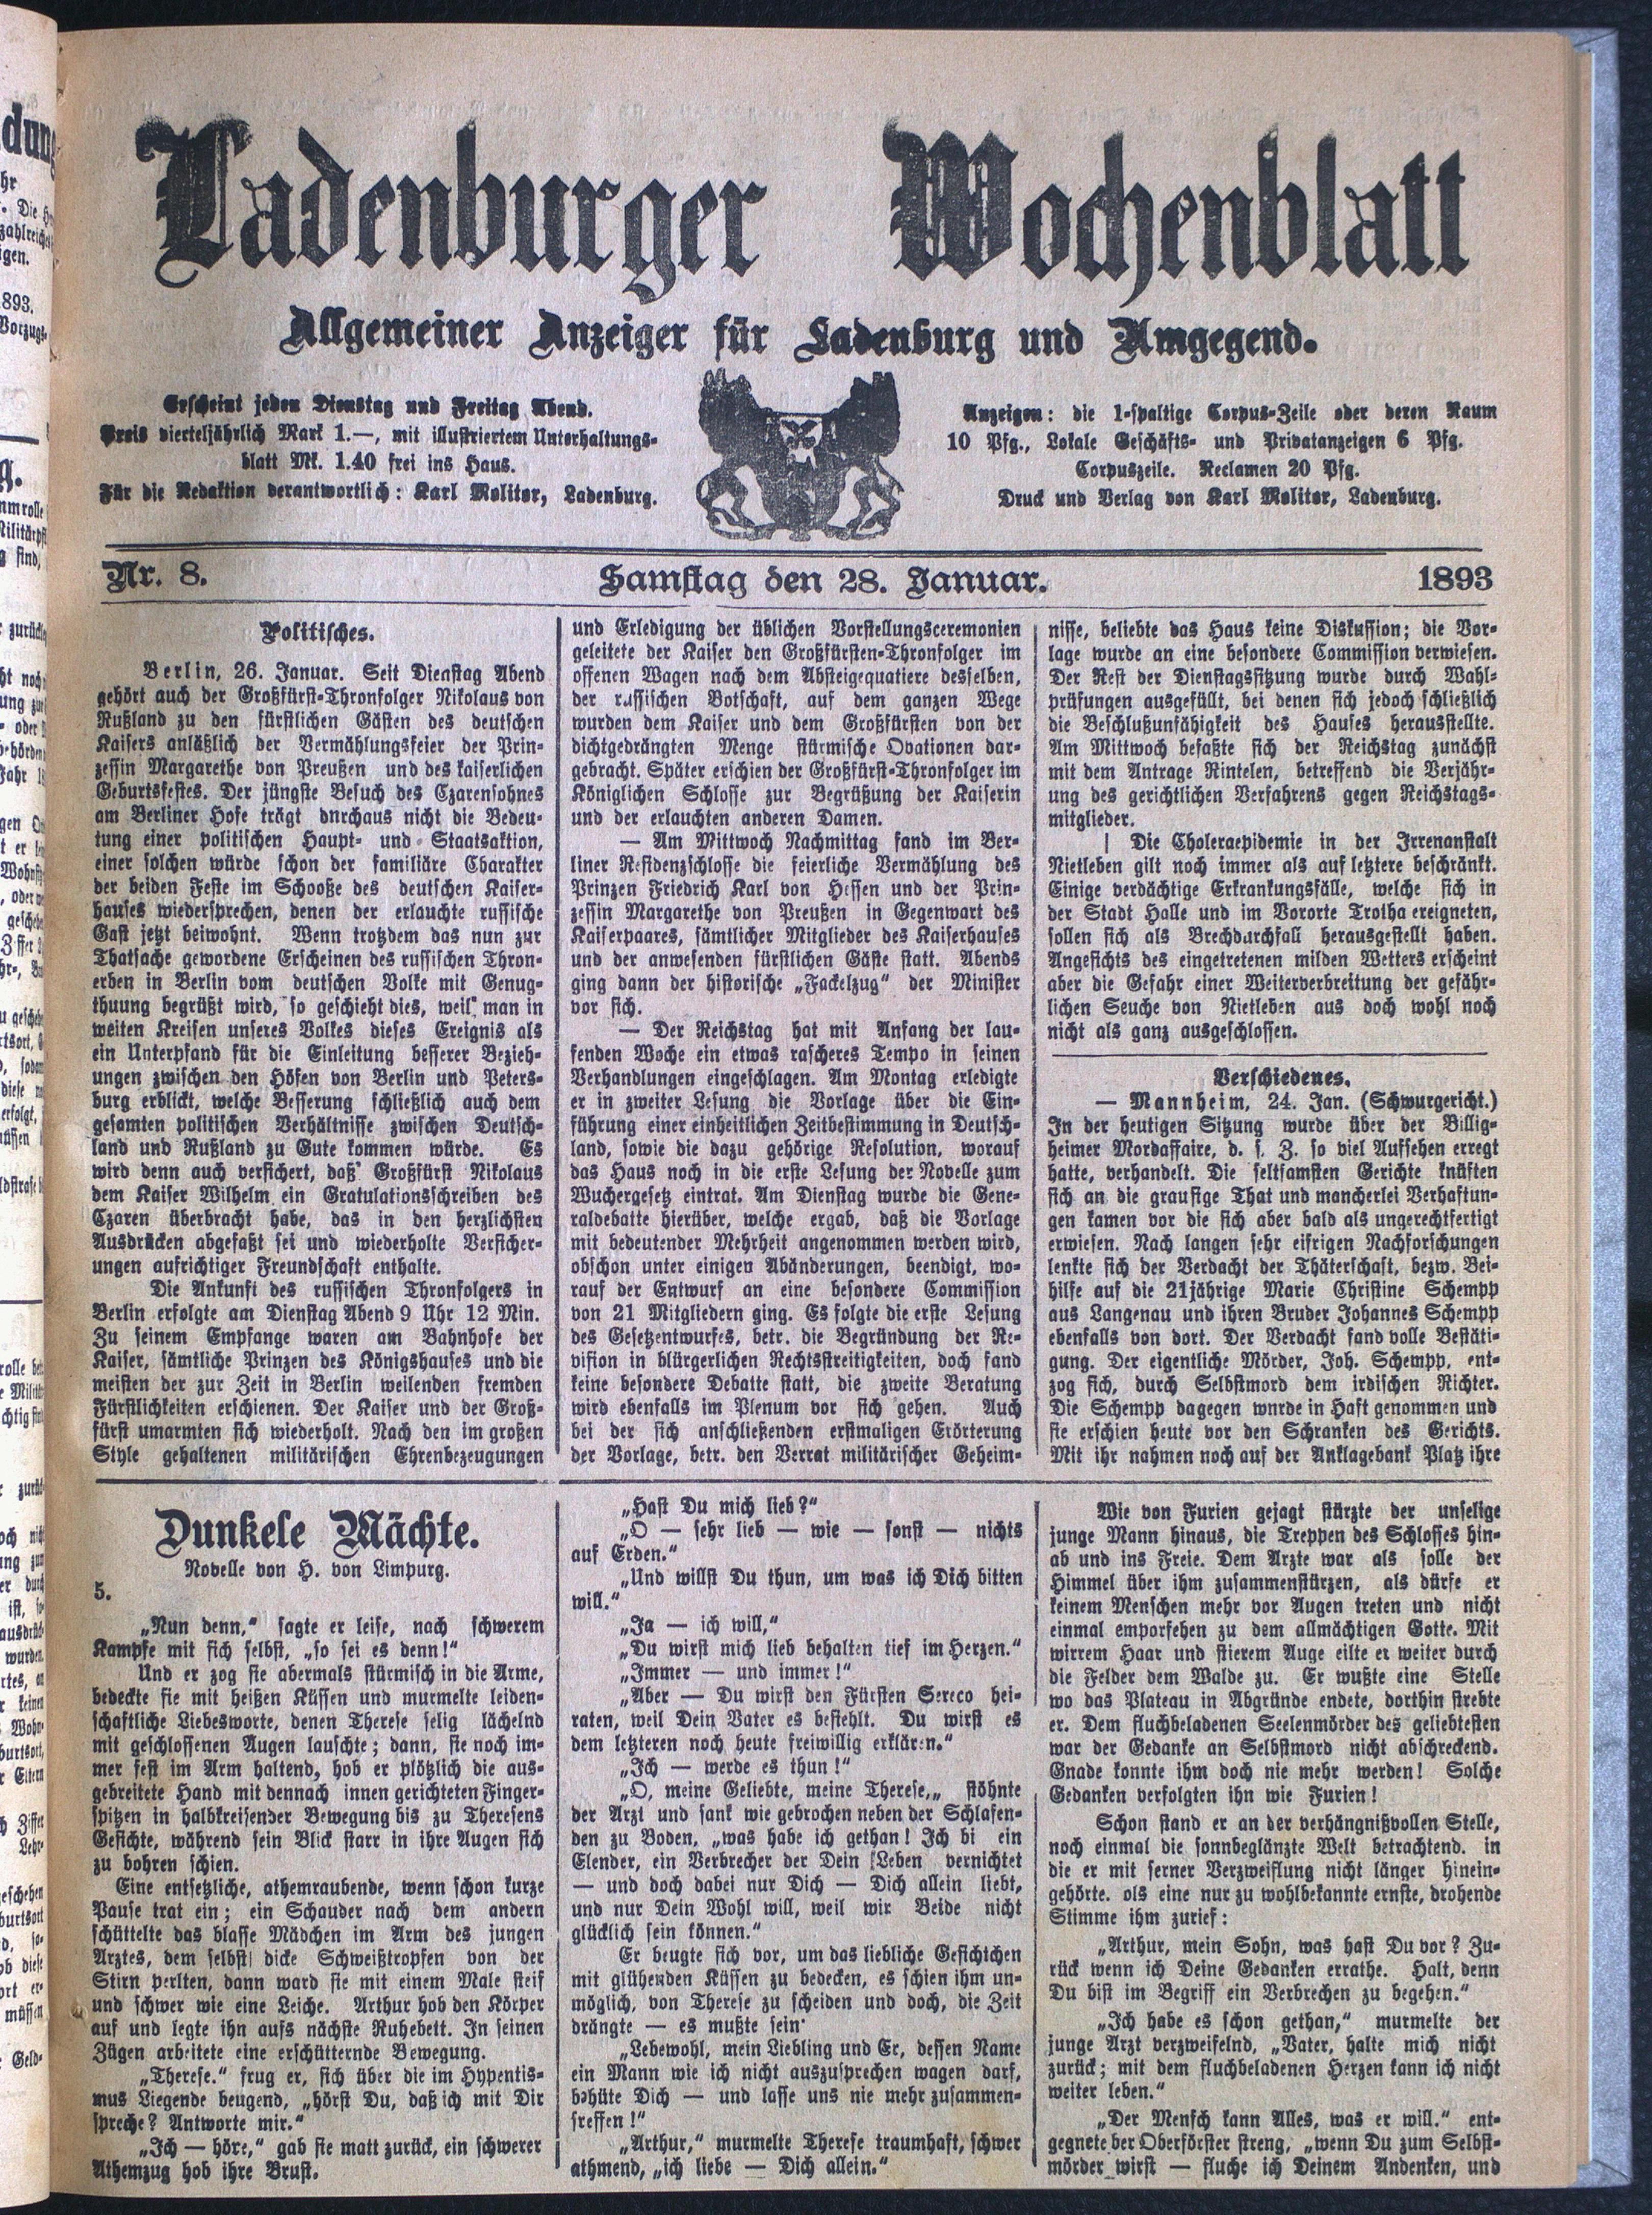 Ladenburger Wochenblatt
Allgemeiner Anzeiger für Ladenburg und Umgegend.
Erscheint jeden Dienstag und Freitag Abend.
Preis vierteljährlich Mark 1.—, mit illustriertem Unterhaltungs-
blatt Mk. 1.40 frei ins Haus.
Für die Redaktion verantwortlich: Karl Molitor, Ladenburg.
Anzeigen: die 1-spaltige Corpus-Zeile oder deren Raum
10 Pfg., Lokale Geschäfts- und Privatanzeigen 6 Pfg.
Corpuszeile. Reclamen 20 Pfg.
Druck und Verlag von Karl Molitor, Ladenburg.
Nr. 8.
Samstag den 28. Januar.
1893
Politisches.
Berlin, 26. Januar. Seit Dienstag Abend
gehört auch der Großfürst-Thronfolger Nikolaus von
Rußland zu den fürstlichen Gästen des deutschen
Kaisers anläßlich der Vermählungsfeier der Prin-
zessin Margarethe von Preußen und des kaiserlichen
Geburtsfestes. Der jüngste Besuch des Czarensohnes
am Berliner Hofe trägt dnrchaus nicht die Bedeu-
tung einer politischen Haupt- und Staatsaktion,
einer solchen würde schon der familiäre Charakter
der beiden Feste im Schooße des deutschen Kaiser-
hauses wiedersprechen, denen der erlauchte russische
Gast jetzt beiwohnt. Wenn trotzdem das nun zur
Thatsache gewordene Erscheinen des russischen Thron-
erben in Berlin vom deutschen Volke mit Genug-
thuung begrüßt wird, so geschieht dies, weil man in
weiten Kreisen unseres Volkes dieses Ereignis als
ein Unterpfand für die Einleitung besserer Bezieh-
ungen zwischen den Höfen von Berlin und Peters-
burg erblickt, welche Besserung schließlich auch dem
gesamten politischen Verhältnisse zwischen Deutsch-
land und Rußland zu Gute kommen würde. Es
wird denn auch versichert, daß Großfürst Nikolaus
dem Kaiser Wilhelm ein Gratulationsschreiben des
Czaren überbracht habe, das in den herzlichsten
Ausdrücken abgefaßt sei und wiederholte Versicher-
ungen aufrichtiger Freundschaft enthalte.
Die Ankunft des russischen Thronfolgers in
Berlin erfolgte am Dienstag Abend 9 Uhr 12 Min.
Zu seinem Empfange waren am Bahnhofe der
Kaiser, sämtliche Prinzen des Königshauses und die
meisten der zur Zeit in Berlin weilenden fremden
Fürstlichkeiten erschienen. Der Kaiser und der Groß-
fürst umarmten sich wiederholt. Nach den im großen
Style gehaltenen militärischen Ehrenbezeugungen
und Erledigung der üblichen Vorstellungsceremonien
geleitete der Kaiser den Großfürsten-Thronfolger im
offenen Wagen nach dem Absteigequatiere desselben,
der russischen Botschaft, auf dem ganzen Wege
wurden dem Kaiser und dem Großfürsten von der
dichtgedrängten Menge stürmische Ovationen dar-
gebracht. Später erschien der Großfürst-Thronfolger im
Königlichen Schlosse zur Begrüßung der Kaiserin
und der erlauchten anderen Damen.
— Am Mittwoch Nachmittag fand im Ber-
liner Residenzschlosse die feierliche Vermählung des
Prinzen Friedrich Karl von Hessen und der Prin-
zessin Margarethe von Preußen in Gegenwart des
Kaiserpaares, sämtlicher Mitglieder des Kaiserhauses
und der anwesenden fürstlichen Gäste statt. Abends
ging dann der historische „Fackelzug“ der Minister
vor sich.
— Der Reichstag hat mit Anfang der lau-
fenden Woche ein etwas rascheres Tempo in seinen
Verhandlungen eingeschlagen. Am Montag erledigte
er in zweiter Lesung die Vorlage über die Ein-
führung einer einheitlichen Zeitbestimmung in Deutsch-
land, sowie die dazu gehörige Resolution, worauf
das Haus noch in die erste Lesung der Novelle zum
Wuchergesetz eintrat. Am Dienstag wurde die Gene-
raldebatte hierüber, welche ergab, daß die Vorlage
mit bedeutender Mehrheit angenommen werden wird,
obschon unter einigen Abänderungen, beendigt, wo-
rauf der Entwurf an eine besondere Commission
von 21 Mitgliedern ging. Es folgte die erste Lesung
des Gesetzentwurfes, betr. die Begründung der Re-
vision in blürgerlichen Rechtsstreitigkeiten, doch fand
keine besondere Debatte statt, die zweite Beratung
wird ebenfalls im Plenum vor sich gehen. Auch
bei der sich anschließenden erstmaligen Erörterung
der Vorlage, betr. den Verrat militärischer Geheim-
nisse, beliebte das Haus keine Diskussion; die Vor-
lage wurde an eine besondere Commission verwiesen.
Der Rest der Dienstagssitzung wurde durch Wahl-
prüfungen ausgefüllt, bei denen sich jedoch schließlich
die Beschlußunfähigkeit des Hauses herausstellte.
Am Mittwoch befaßte sich der Reichstag zunächst
mit dem Antrage Rintelen, betreffend die Verjähr-
ung des gerichtlichen Verfahrens gegen Reichstags-
mitglieder.
| Die Choleraepidemie in der Irrenanstalt
Nietleben gilt noch immer als auf letztere beschränkt.
Einige verdächtige Erkrankungsfälle, welche sich in
der Stadt Halle und im Vororte Trotha ereigneten,
sollen sich als Brechdurchfall herausgestellt haben.
Angesichts des eingetretenen milden Wetters erscheint
aber die Gefahr einer Weiterverbreitung der gefähr-
lichen Seuche von Nietleben aus doch wohl noch
nicht als ganz ausgeschlossen.
Verschiedenes.
— Mannheim, 24. Jan. (Schwurgericht.)
In der heutigen Sitzung wurde über der Billig-
heimer Mordaffaire, d. s. Z. so viel Aufsehen erregt
hatte, verhandelt. Die seltsamsten Gerichte knüften
sich an die graustge That und mancherlei Verhaftun-
gen kamen vor die sich aber bald als ungerechtfertigt
erwiesen. Nach langen sehr eifrigen Nachforschungen
lenkte sich der Verdacht der Thäterschaft, bezw. Bei-
hilfe auf die 21jährige Marie Christine Schempp
aus Langenau und ihren Bruder Johannes Schempp
ebenfalls von dort. Der Verdacht fand volle Bestäti-
gung. Der eigentliche Mörder, Joh. Schempp, ent-
zog sich, durch Selbstmord dem irdischen Richter.
Die Schempp dagegen wnrde in Haft genommen und
sie erschien heute vor den Schranken des Gerichts.
Mit ihr nahmen noch auf der Anklagebank Platz ihre
Dunkele Mächte.
Novelle von H. von Limpurg.
5.
„Nun denn,“ sagte er leise, nach schwerem
Kampfe mit sich selbst, „so sei es denn!“
Und er zog sie abermals stürmisch in die Arme,
bedeckte sie mit heißen Küssen und murmelte leiden-
schaftliche Liebesworte, denen Therese selig lächelnd
mit geschlossenen Augen lauschte; dann, sie noch im-
mer fest im Arm haltend, hob er plötzlich die aus-
gebreitete Hand mit dennach innen gerichteten Finger-
spitzen in halbkreisender Bewegung bis zu Theresens
Gesichte, während sein Blick starr in ihre Augen sich
zu bohren schien.
Eine entsetzliche, athemraubende, wenn schon kurze
Pause trat ein; ein Schauder nach dem andern
schüttelte das blasse Mädchen im Arm des jungen
Arztes, dem selbst dicke Schweißtropfen von der
Stirn perlten, dann ward sie mit einem Male steif
und schwer wie eine Leiche. Arthur hob den Körper
auf und legte ihn aufs nächste Ruhebett. In seinen
Zügen arbeitete eine erschütternde Bewegung.
„Therese.“ frug er, sich über die im Hypentis-
mus Liegende beugend, „hörst Du, daß ich mit Dir
spreche? Antworte mir.“
„Ich — höre,“ gab sie matt zurück, ein schwerer
Athemzug hob ihre Brust.
„Hast Du mich lieb?“
„O — sehr lieb — wie — sonst — nichts
auf Erden.“
„Und willst Du thun, um was ich Dich bitten
will.“
„Ja — ich will,“
„Du wirst mich lieb behalten tief im Herzen.“
„Immer — und immer!“
„Aber — Du wirst den Fürsten Sereco hei-
raten, weil Dein Vater es befiehlt. Du wirst es
dem letzteren noch heute freiwillig erklären.“
„Ich — werde es thun!“
„O, meine Geliebte, meine Therese,„ stöhnte
der Arzt und sank wie gebrochen neben der Schlafen-
den zu Boden, „was habe ich gethan! Ich bi ein
Elender, ein Verbrecher der Dein Leben vernichtet
— und doch dabei nur Dich — Dich allein liebt,
und nur Dein Wohl will, weil wir Beide nicht
glücklich sein können.“
Er beugte sich vor, um das liebliche Gesichtchen
mit glühenden Küssen zu bedecken, es schien ihm un-
möglich, von Therese zu scheiden und doch, die Zeit
drängte — es mußte sein·
„Lebewohl, mein Liebling und Er, dessen Name
ein Mann wie ich nicht auszusprechen wagen darf,
behüte Dich — und lasse uns nie mehr zusammen-
treffen!“
„Arthur,“ murmelte Therese traumhaft, schwer
athmend, „ich liebe — Dich allein.“
Wie von Furien gejagt stürzte der unselige
junge Mann hinaus, die Treppen des Schlosses hin-
ab und ins Freie. Dem Arzte war als solle der
Himmel über ihm zusammenstürzen, als dürfe er
keinem Menschen mehr vor Augen treten und nicht
einmal emporsehen zu dem allmächtigen Gotte. Mit
wirrem Haar und stierem Auge eilte er weiter durch
die Felder dem Walde zu. Er wußte eine Stelle
wo das Plateau in Abgründe endete, dorthin strebte
er. Dem fluchbeladenen Seelenmörder des geliebtesten
war der Gedanke an Selbstmord nicht abschreckend.
Gnade konnte ihm doch nie mehr werden! Solche
Gedanken verfolgten ihn wie Furien!
Schon stand er an der verhängnißvollen Stelle,
noch einmal die sonnbeglänzte Welt betrachtend. in
die er mit serner Verzweiflung nicht länger hinein-
gehörte. ols eine nur zu wohlbekannte ernste, drohende
Stimme ihm zurief:
„Arthur, mein Sohn, was hast Du vor? Zu-
rück wenn ich Deine Gedanken errathe. Halt, denn
Du bist im Begriff ein Verbrechen zu begehen.“
„Ich habe es schon gethan,“ murmelte der
junge Arzt verzweifelnd, „Vater, halte mich nicht
zurück; mit dem fluchbeladenen Herzen kann ich nicht
weiter leben.“
„Der Mensch kann Alles, was er will.“ ent-
gegnete der Oberförster streng, „wenn Du zum Selbst-
mörder wirst — fluche ich Deinem Andenken, und